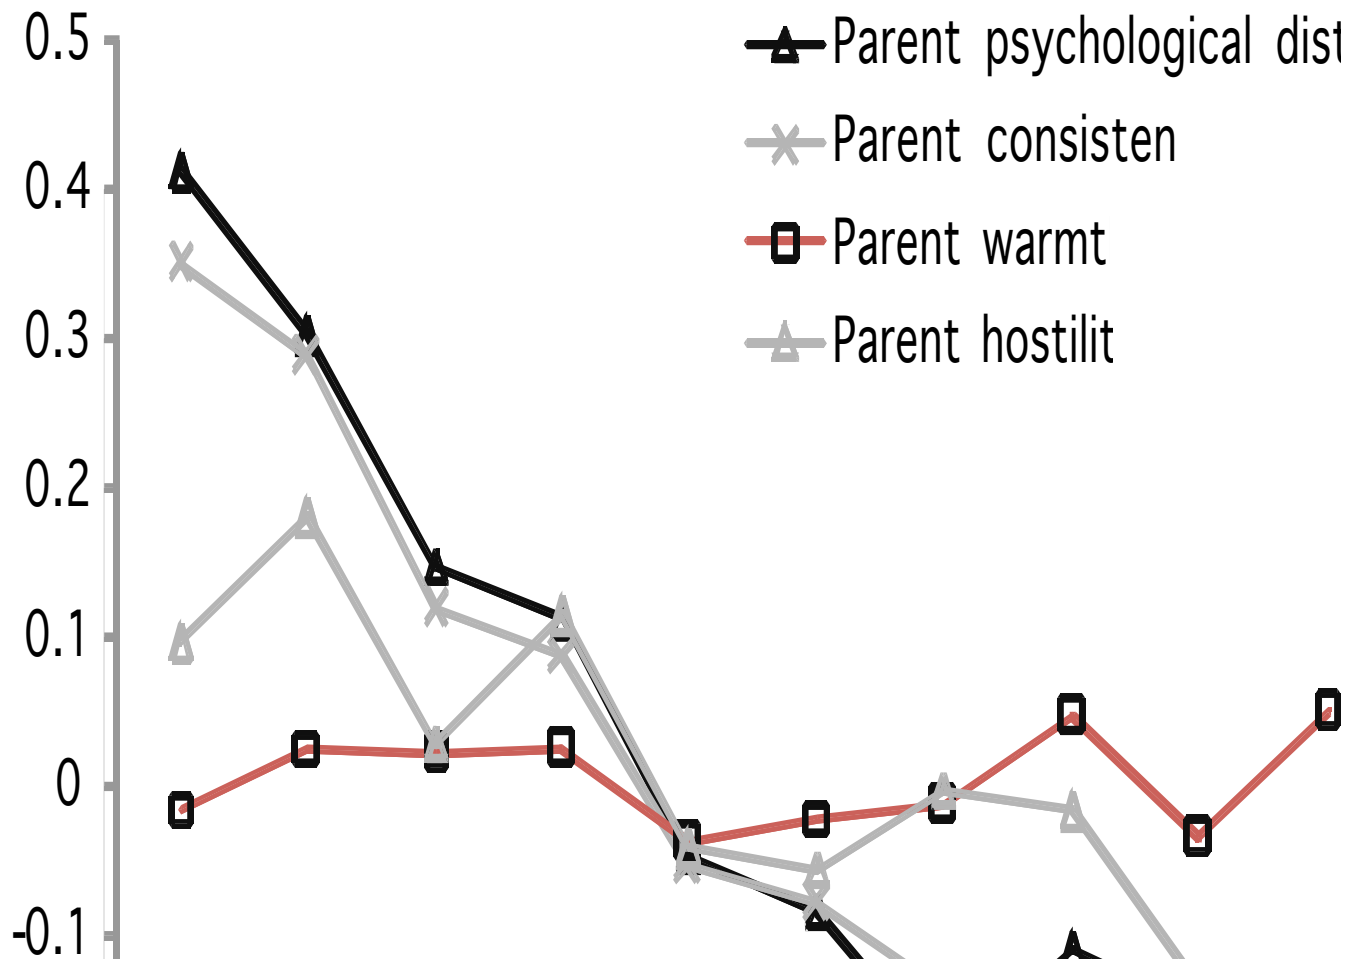 0.5
0.4
0.3
0.2
0.1
0
-0.1
Parent psychological dist
Parent consisten
Parent warmt
Parent hostilit